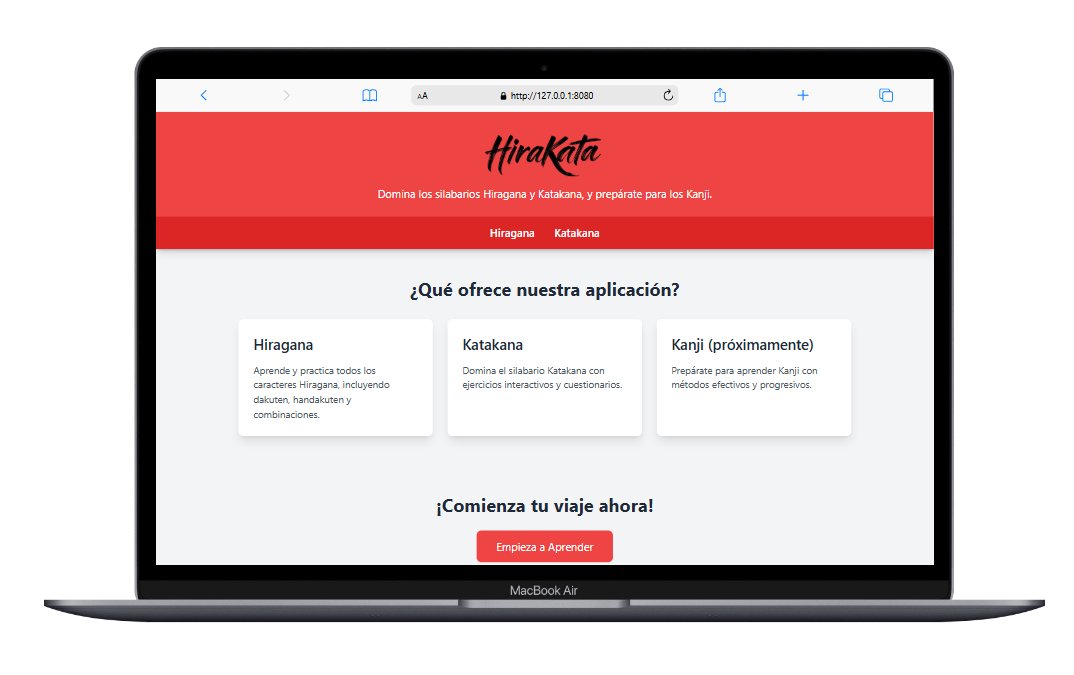 AA http://127.0.0.1:8080
HiraKata
Domina los silabarios Hiragana y Katakana, y prepárate para los Kanji.
Hiragana Katakana
¿Qué ofrece nuestra aplicación?
Hiragana
Aprende y practica todos los
caracteres Hiragana, incluyendo
dakuten, handakuten y
combinaciones.
Katakana
Domina el silabario Katakana con
ejercicios interactivos y cuestionarios.
Kanji (próximamente)
Prepárate para aprender Kanji con
métodos efectivos y progresivos.
¡Comienza tu viaje ahora!
Empieza a Aprender
MacBook Air